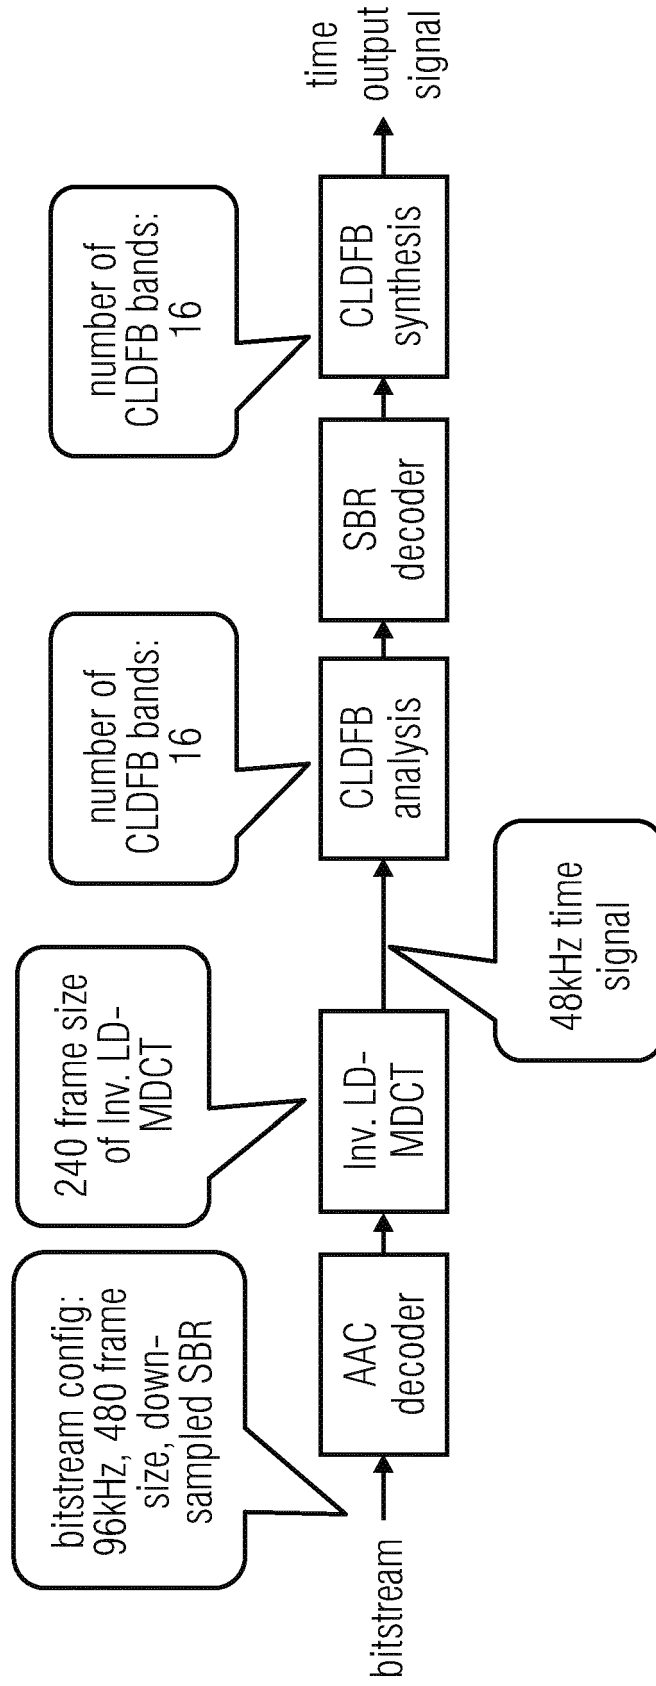 bitstream config:
96kHz, 480 frame
size, down-
sampled SBR
240 frame size
of Inv. LD-
MDCT
number of
CLDFB bands:
16
number of
CLDFB bands:
16
bitstream
AAC
decoder
Inv. LD-
MDCT
CLDFB
analysis
SBR
decoder
CLDFB
synthesis
time
output
signal
48kHz time
signal